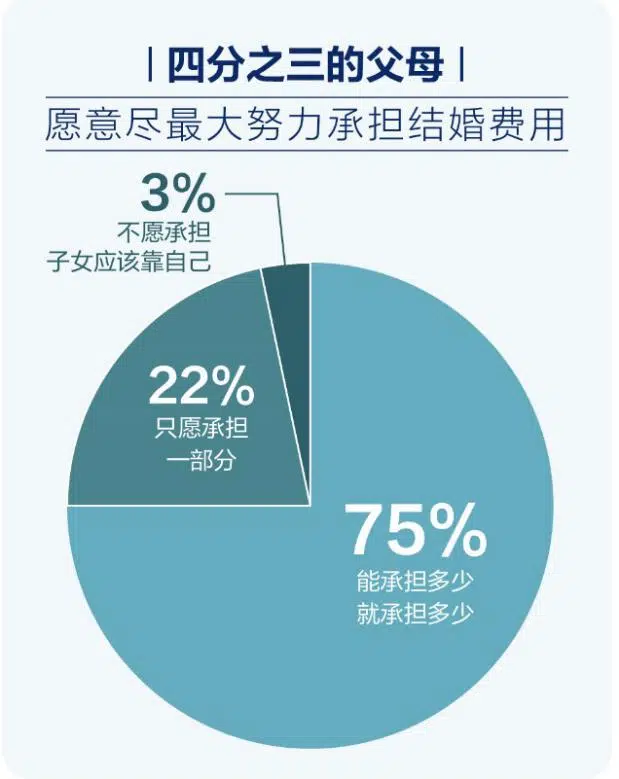 四分之三的父母
愿意尽最大努力承担结婚费用
3%
不愿承担
子女应该靠自己
22%
只愿承担
一部分
75%
能承担多少
就承担多少